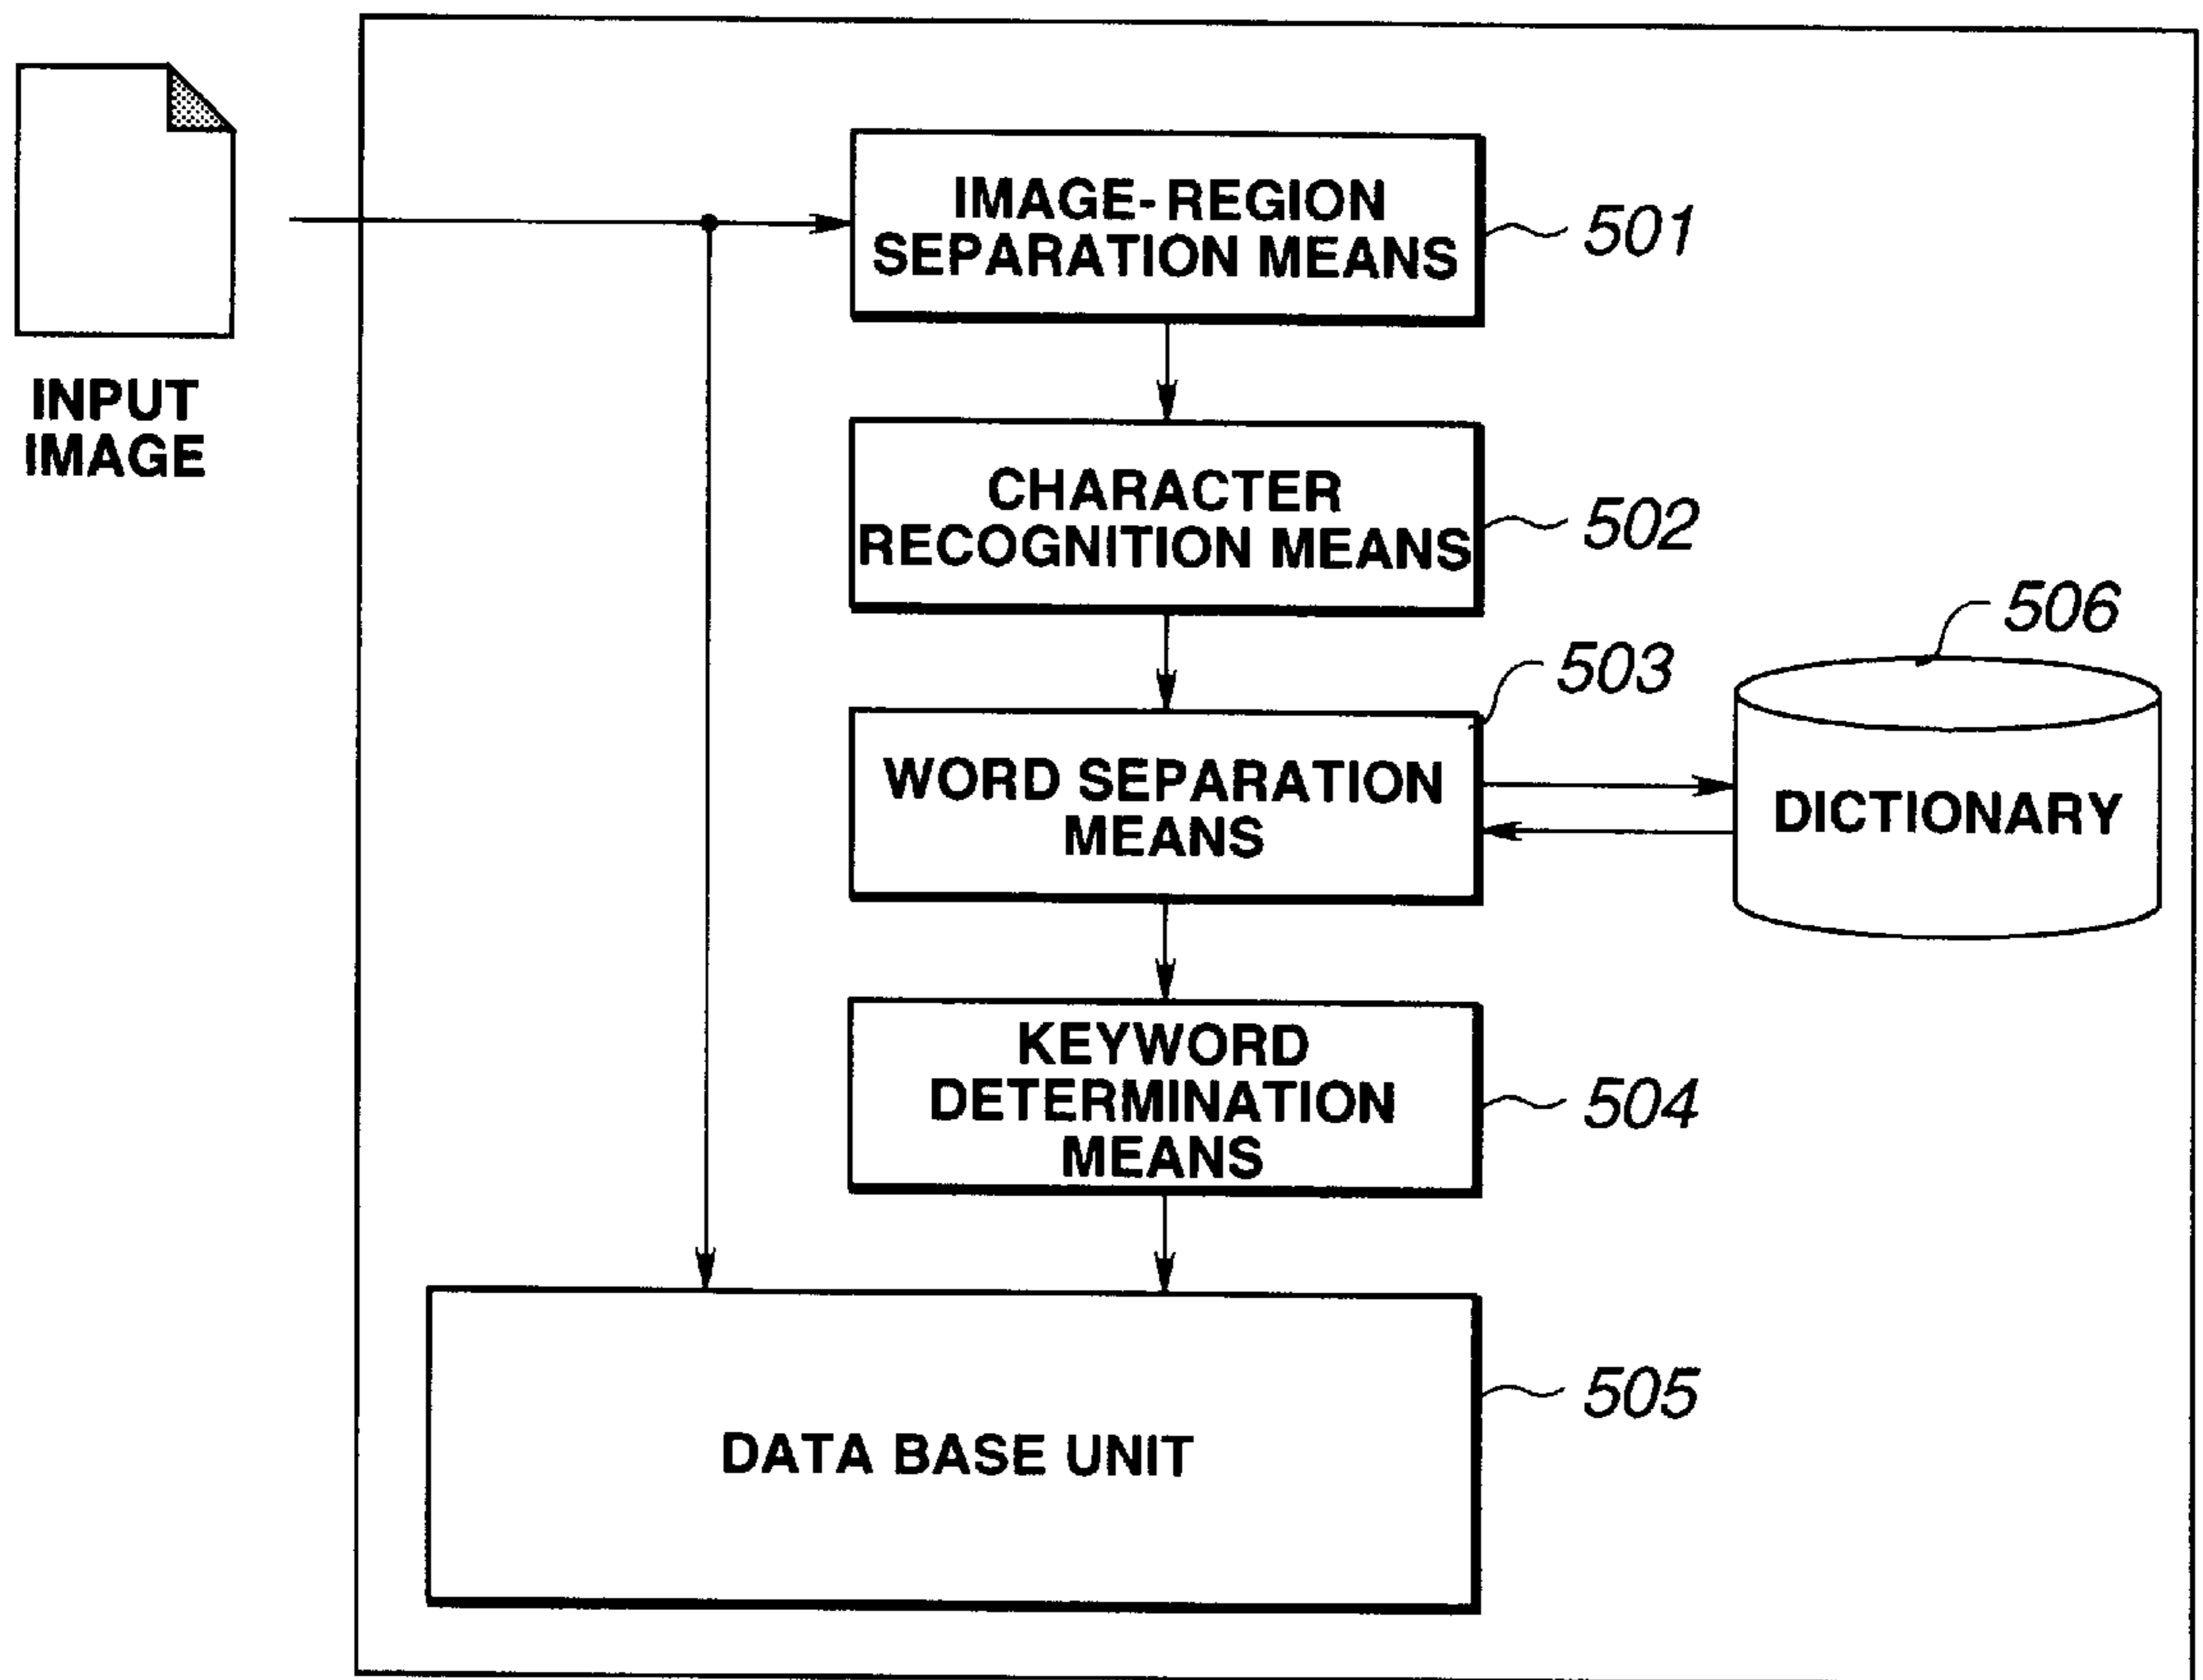 INPUT
IMAGE
IMAGE-REGION
SEPARATION MEANS
501
CHARACTER
RECOGNITION MEANS
502
503
506
WORD SEPARATION
MEANS
DICTIONARY
KEYWORD
DETERMINATION
MEANS
504
DATA BASE UNIT
505